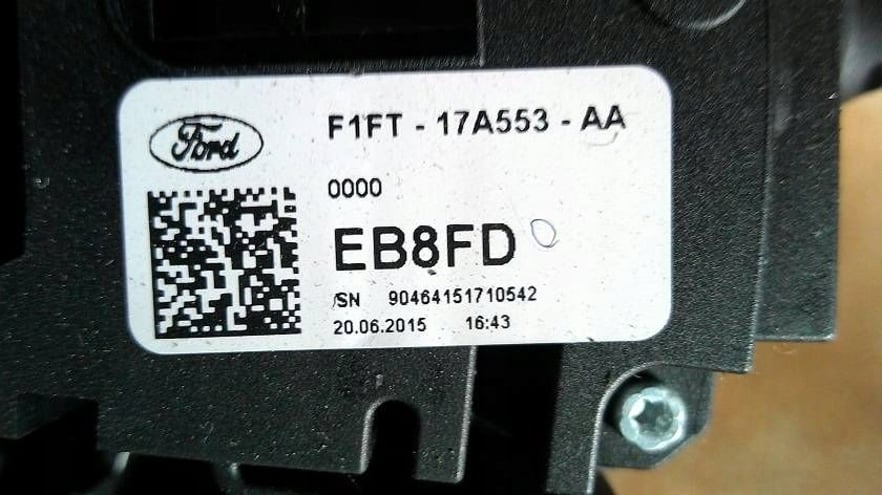 Ford
F1FT - 17A553 - AA
0000
EB8FD
SN 90464151710542
20.06.2015 16:43